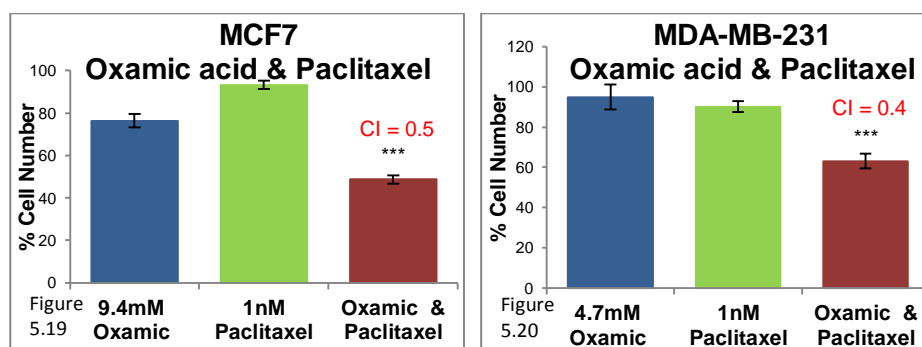 MCF7
Oxamic acid & Paclitaxel
% Cell Number
100
80
60
40
20
0
CI = 0.5
***
Figure
5.19
9.4mM
Oxamic
1nM
Paclitaxel
Oxamic &
Paclitaxel
MDA-MB-231
Oxamic acid & Paclitaxel
% Cell Number
120
100
80
60
40
20
0
CI = 0.4
***
Figure
5.20
4.7mM
Oxamic
1nM
Paclitaxel
Oxamic &
Paclitaxel